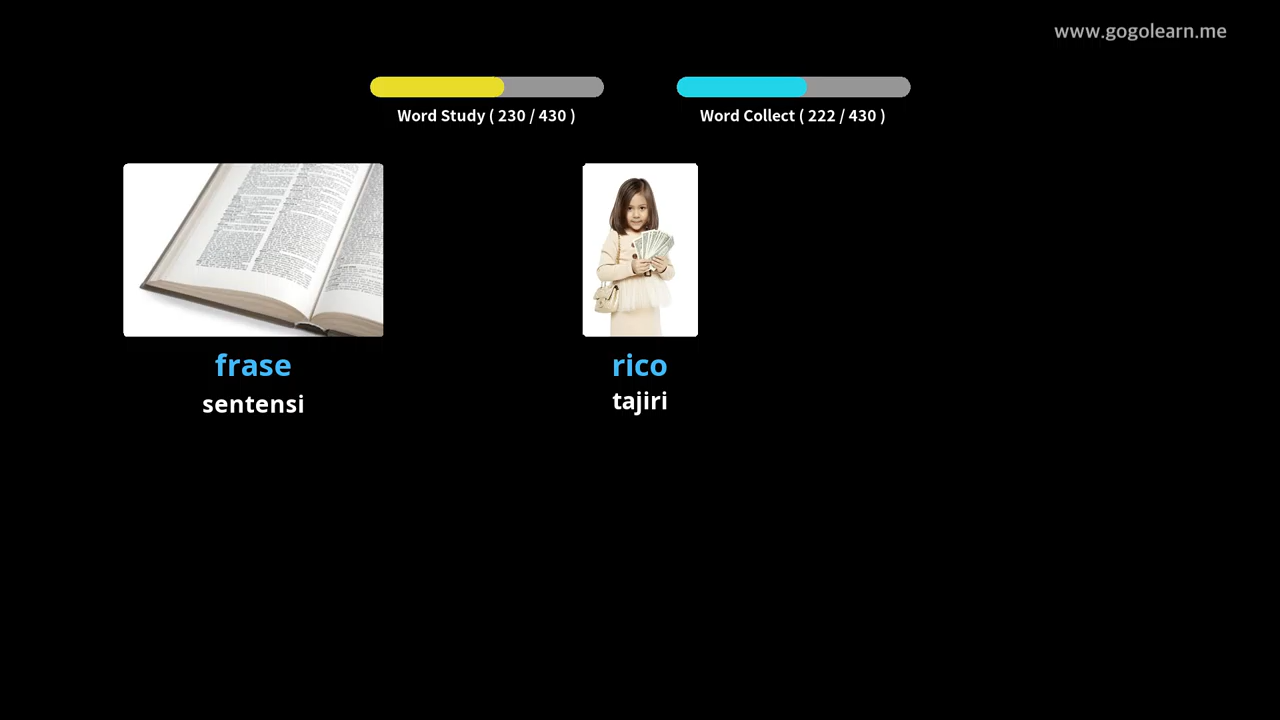 www.gogolearn.me
Word Study ( 230 / 430 )
Word Collect ( 222 / 430 )
frase
sentensi
rico
tajiri